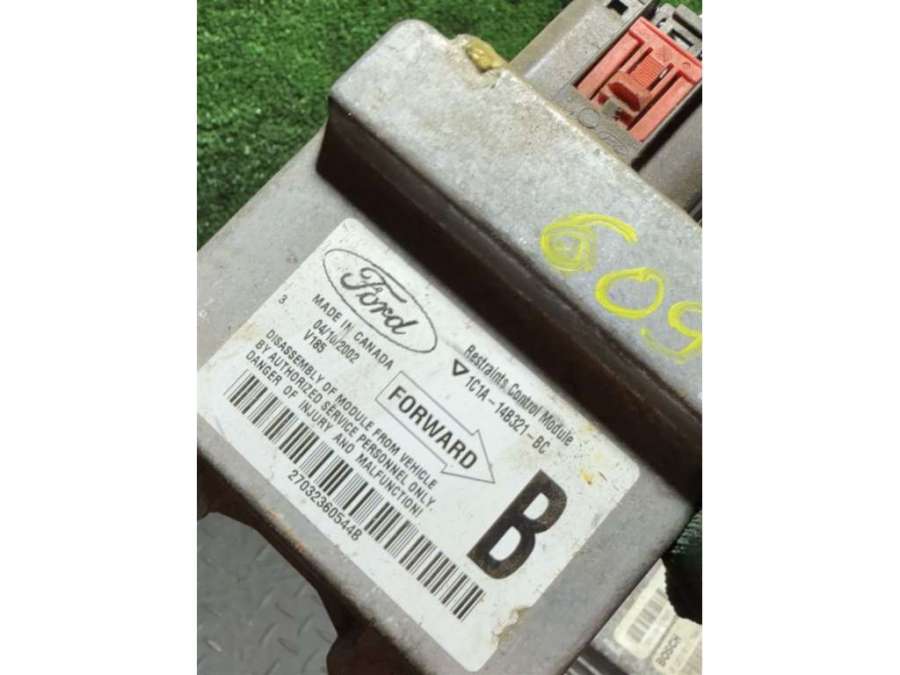 609
Ford
3
MADE IN CANADA
04/10/2002
V185
Restraints Control Module
1C1A-14B321-BC
FORWARD
DISASSEMBLY OF MODULE FROM VEHICLE
BY AUTHORIZED SERVICE PERSONNEL ONLY.
DANGER OF INJURY AND MALFUNCTION!
270323605448
B
BOSCH